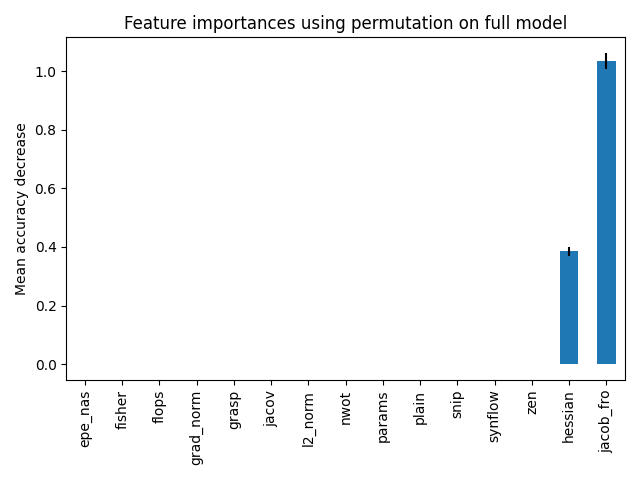 Feature importances using permutation on full model
Mean accuracy decrease
1.0
0.8
0.6
0.4
0.2
0.0
epe_nas
fisher
flops
grad_norm
grasp
jacov
l2_norm
nwot
params
plain
snip
synflow
zen
hessian
jacob_fro